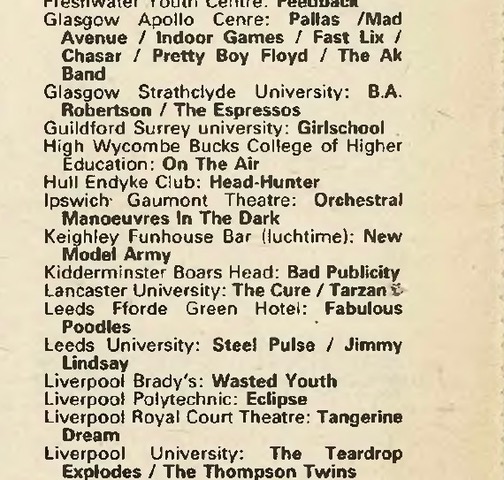 Freshwater Youth Centre: Feedback
Glasgow Apollo Cenre: Pallas /Mad
Avenue / Indoor Games / Fast Lix /
Chasar / Pretty Boy Floyd / The Ak
Band
Glasgow Strathclyde University: B.A.
Robertson / The Espressos
Guildford Surrey university: Girlschool
High Wycombe Bucks College of Higher
Education: On The Air
Hull Endyke Club: Head-Hunter
Ipswich Gaumont Theatre: Orchestral
Manoeuvres In The Dark
Keighley Funhouse Bar (luchtime): New
Model Army
Kidderminster Boars Head: Bad Publicity
Lancaster University: The Cure / Tarzan
Leeds Fforde Green Hotel: Fabulous
Poodles
Leeds University: Steel Pulse / Jimmy
Lindsay
Liverpool Brady's: Wasted Youth
Liverpool Polytechnic: Eclipse
Liverpool Royal Court Theatre: Tangerine
Dream
Liverpool University: The Teardrop
Explodes / The Thompson Twins